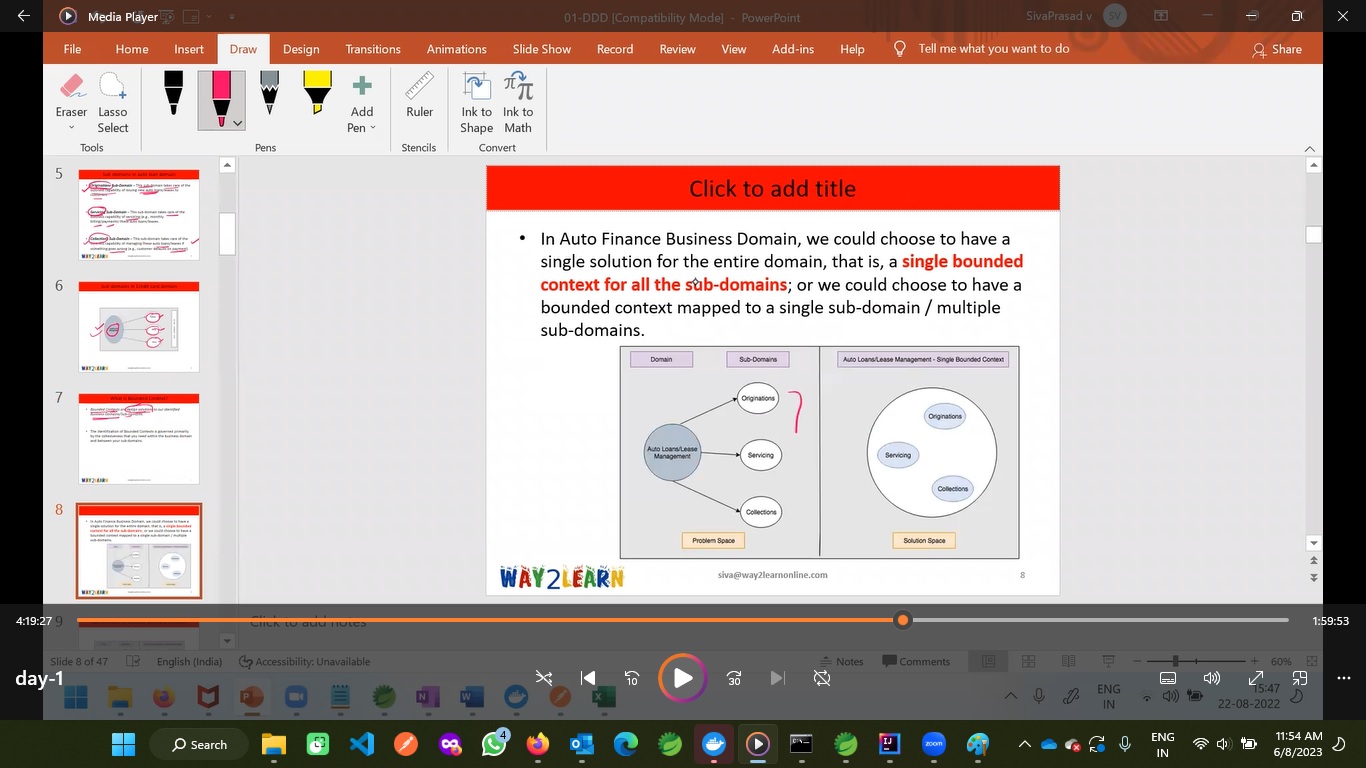 Media Player
01-DDD [Compatibility Mode] - PowerPoint
SivaPrasad v
SV
File Home Insert Draw Design Transitions Animations Slide Show Record Review View Add-ins Help Tell me what you want to do Share
Eraser
Lasso
Select
Add
Pen
Ruler
Ink to
Shape
Ink to
Math
Tools Pens Stencils Convert
5
6
7
What is Bounded Context?
8
9
Click to add title
• In Auto Finance Business Domain, we could choose to have a
single solution for the entire domain, that is, a single bounded
context for all the sub-domains; or we could choose to have a
bounded context mapped to a single sub-domain / multiple
sub-domains.
Domain
Sub-Domains
Auto Loans/Lease Management - Single Bounded Context
Originations
Auto Loans/Lease
Management
Servicing
Collections
Problem Space
Originations
Servicing
Collections
Solution Space
WAY2LEARN
siva@way2learnonline.com
8
4:19:27
1:59:53
Click to add notes
Slide 8 of 47 English (India) Accessibility: Unavailable Notes Comments 60%
day-1
10
30
ENG
IN
15:47
22-08-2022
Search
4
zoom
ENG
IN
11:54 AM
6/8/2023